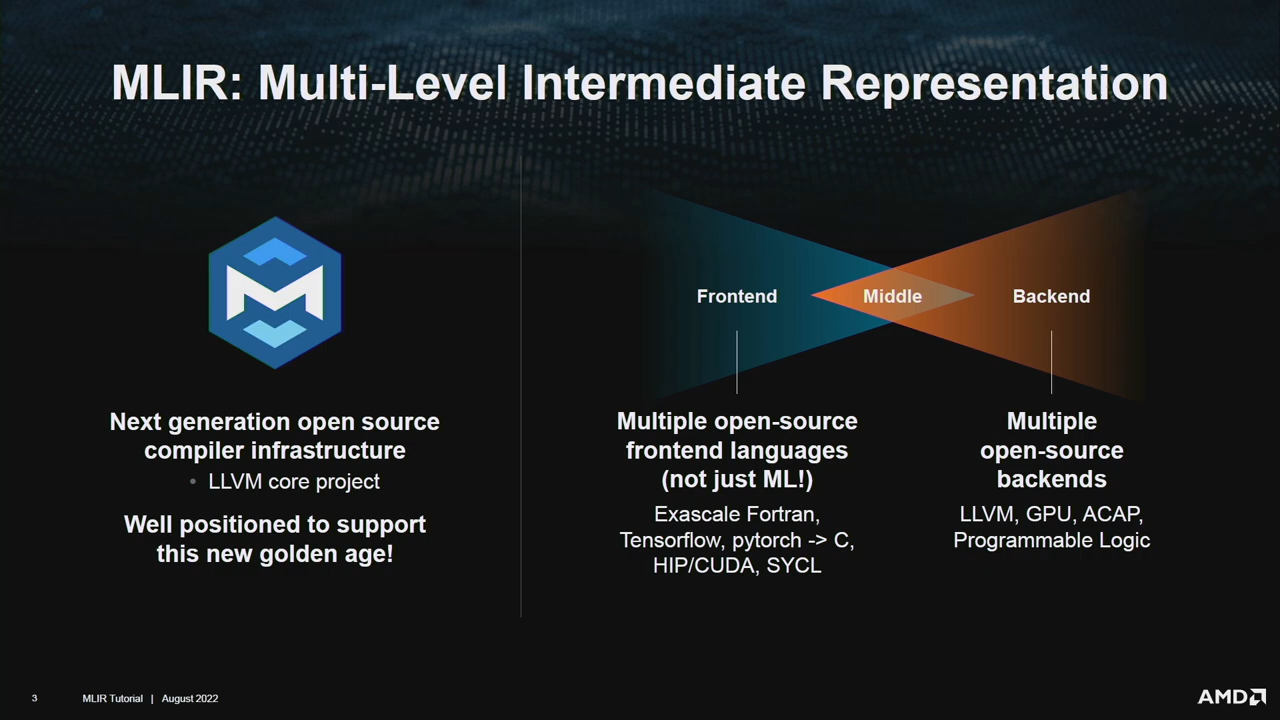 MLIR: Multi-Level Intermediate Representation
Next generation open source
compiler infrastructure
• LLVM core project
Well positioned to support
this new golden age!
Frontend
Middle
Backend
Multiple open-source
frontend languages
(not just ML!)
Exascale Fortran,
Tensorflow, pytorch -> C,
HIP/CUDA, SYCL
Multiple
open-source
backends
LLVM, GPU, ACAP,
Programmable Logic
3 MLIR Tutorial | August 2022
AMD